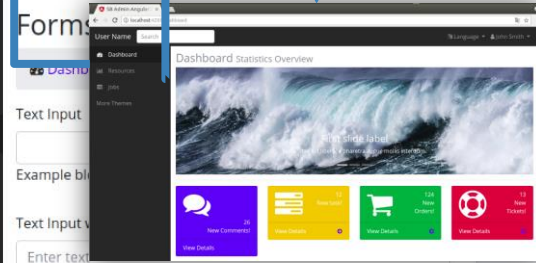 Forms
Dashb
Text Input
Example bl
Text Input w
Enter text
SB Admin Angular
localhost
dashboard
User Name
Search
Language
John Smith
Dashboard
Resources
Jobs
More Themes
Dashboard Statistics Overview
First slide label
26
New Comments!
View Details
12
New tasks!
View Details
124
New
Orders!
View Details
13
New
Tickets!
View Details